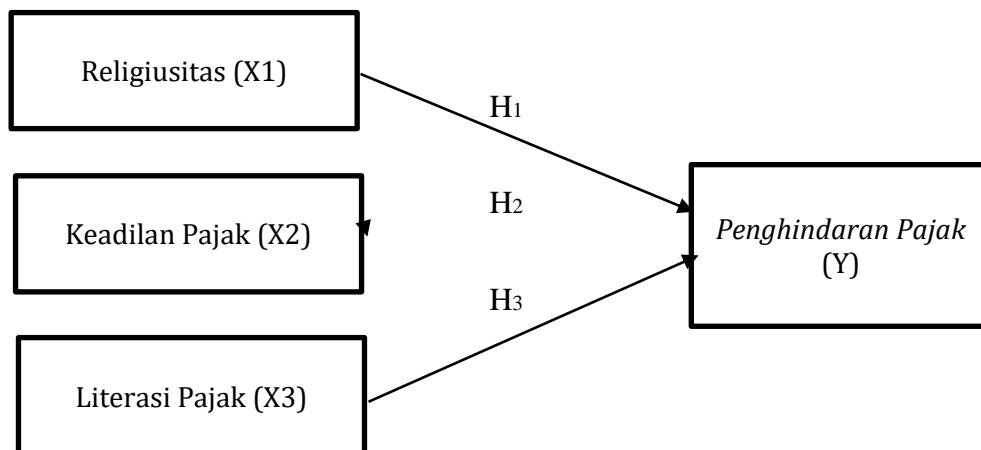 Religiusitas (X1)
H1
Keadilan Pajak (X2)
H2
Penghindaran Pajak
(Y)
H3
Literasi Pajak (X3)